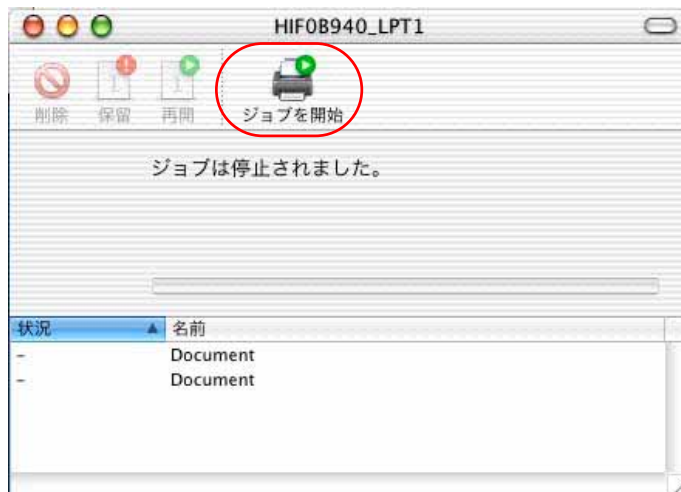 HIF0B940_LPT1
削除 保留 再開 ジョブを開始
ジョブは停止されました。
状況 名前
- Document
- Document